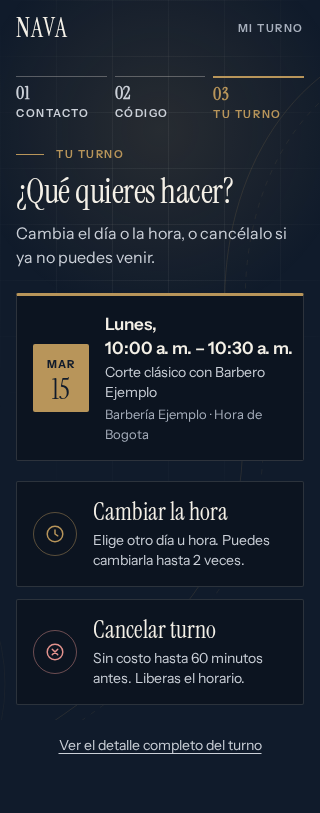 NAVA
MI TURNO
01
CONTACTO
02
CÓDIGO
03
TU TURNO
TU TURNO
¿Qué quieres hacer?
Cambia el día o la hora, o cancélalo si
ya no puedes venir.
MAR
15
Lunes,
10:00 a. m. – 10:30 a. m.
Corte clásico con Barbero
Ejemplo
Barbería Ejemplo · Hora de
Bogota
Cambiar la hora
Elige otro día u hora. Puedes
cambiarla hasta 2 veces.
Cancelar turno
Sin costo hasta 60 minutos
antes. Liberas el horario.
Ver el detalle completo del turno